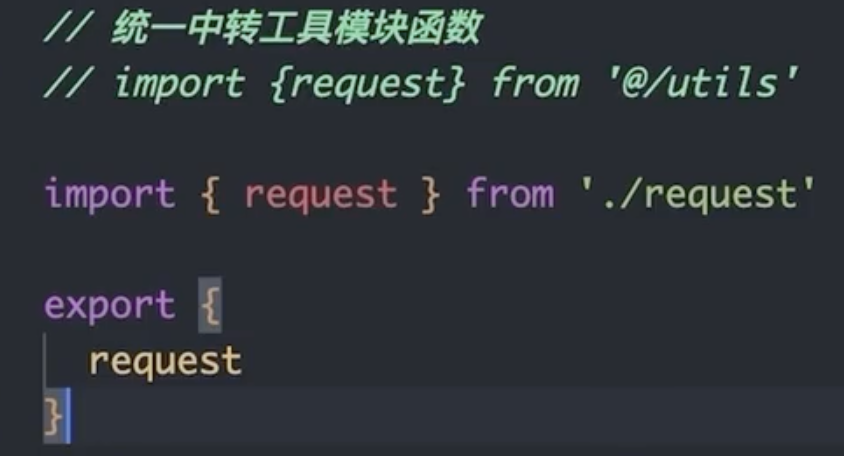 // 统一中转工具模块函数
// import {request} from '@/utils'
import { request } from './request'
export {
request
}